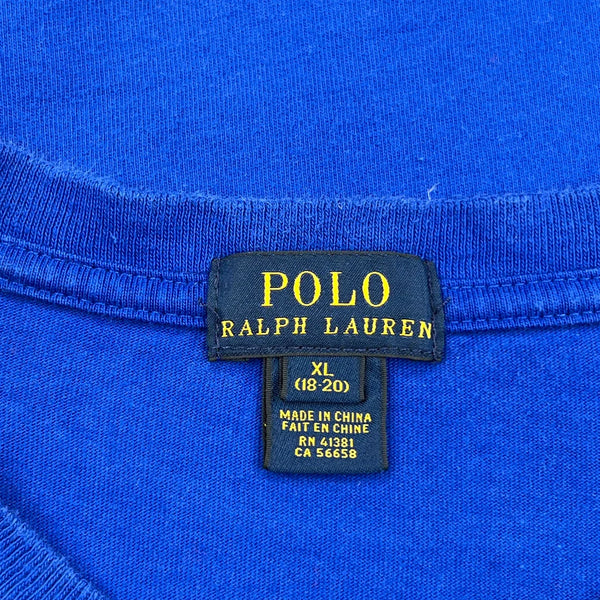 POLO
RALPH LAUREN
XL
(18-20)
MADE IN CHINA
FAIT EN CHINE
RN 41381
CA 56658